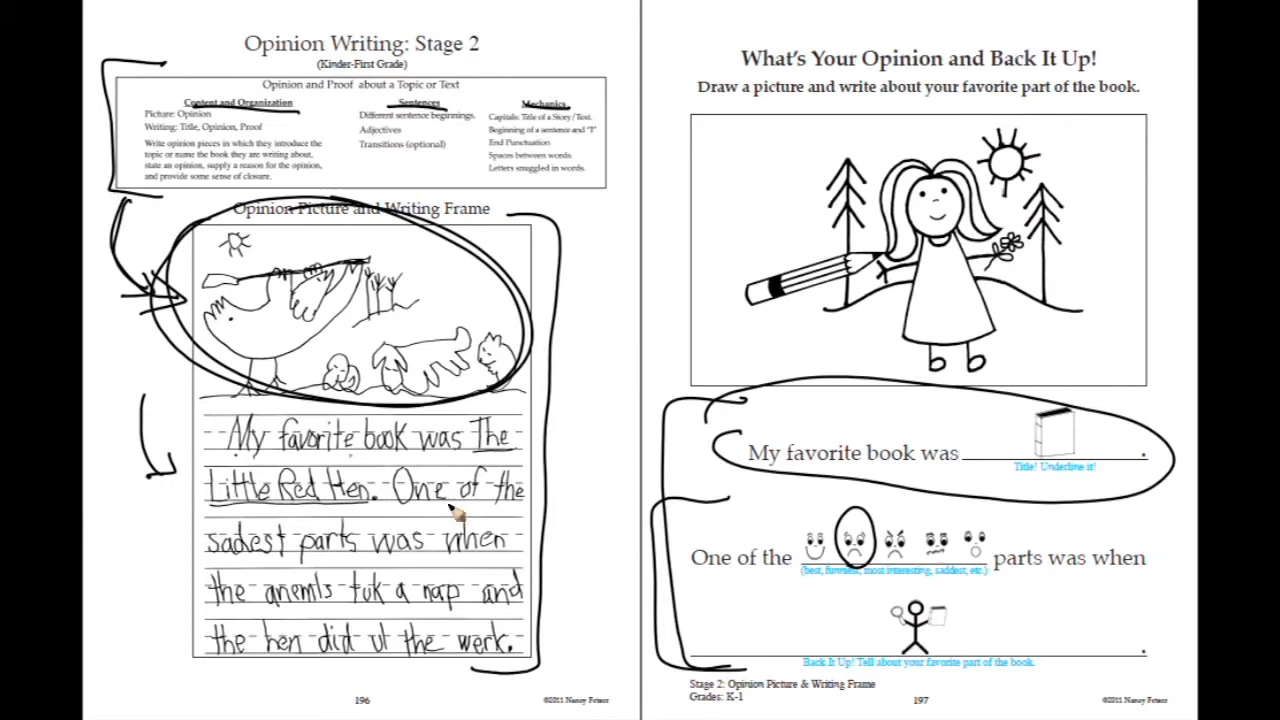 Opinion Writing: Stage 2
(Kinder-First Grade)
Opinion and Proof about a Topic or Text
Content and Organization
Picture: Opinion
Writing: Title, Opinion, Proof
Write opinion pieces in which they introduce the
topic or name the book they are writing about,
state an opinion, supply a reason for the opinion,
and provide some sense of closure.
Sentences
Different sentence beginnings.
Adjectives
Transitions (optional)
Mechanics
Capitals: Title of a Story/Text.
Beginning of a sentence and "I"
End Punctuation
Spaces between words.
Letters smuggled in words.
Opinion Picture and Writing Frame
My favorite book was The
Little Red Hen. One of the
sadest parts was when
the anemls tuk a nap and
the hen did ul the werk.
196
©2011 Nancy Fetzer
What's Your Opinion and Back It Up!
Draw a picture and write about your favorite part of the book.
My favorite book was .
Title! Underline it!
One of the parts was when
(best, funniest, most interesting, saddest, etc.)
.
Back It Up! Tell about your favorite part of the book.
Stage 2: Opinion Picture & Writing Frame
Grades: K-1
197
©2011 Nancy Fetzer